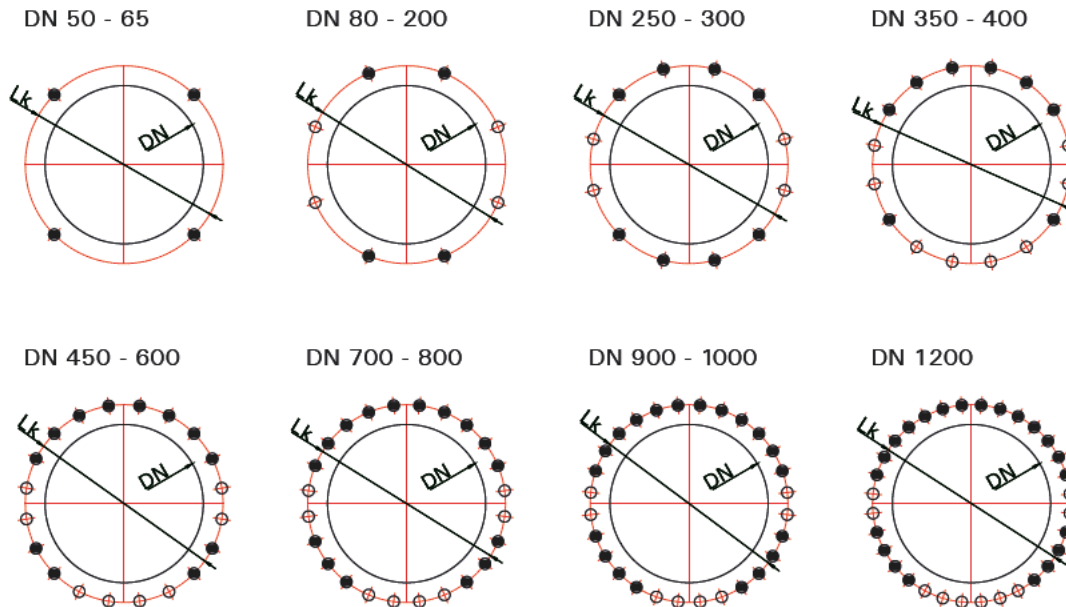 DN 50 - 65
DN 80 - 200
DN 250 - 300
DN 350 - 400
Lk
DN
Lk
DN
Lk
DN
Lk
DN
DN 450 - 600
DN 700 - 800
DN 900 - 1000
DN 1200
Lk
DN
Lk
DN
Lk
DN
Lk
DN